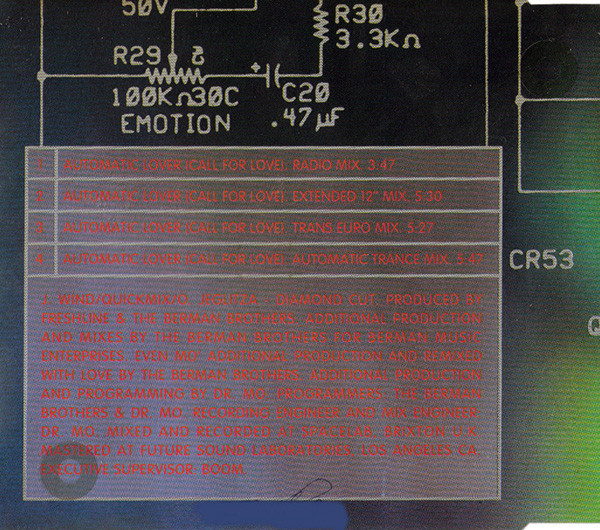 50V
R30
3.3KΩ
R29
+
100KΩ30C
C20
EMOTION
.47µF
1. AUTOMATIC LOVER (CALL FOR LOVE). RADIO MIX. 3:47
2. AUTOMATIC LOVER (CALL FOR LOVE). EXTENDED 12" MIX. 5:30
3. AUTOMATIC LOVER (CALL FOR LOVE). TRANS EURO MIX. 5:27
4. AUTOMATIC LOVER (CALL FOR LOVE). AUTOMATIC TRANCE MIX. 5:47
CR53
J. WIND/QUICKMIX/O. JEGLITZA - DIAMOND CUT. PRODUCED BY
FRESHLINE & THE BERMAN BROTHERS. ADDITIONAL PRODUCTION
AND MIXES BY THE BERMAN BROTHERS FOR BERMAN MUSIC
ENTERPRISES. EVEN MO' ADDITIONAL PRODUCTION AND REMIXED
WITH LOVE BY THE BERMAN BROTHERS. ADDITIONAL PRODUCTION
AND PROGRAMMING BY DR. MO. PROGRAMMERS: THE BERMAN
BROTHERS & DR. MO. RECORDING ENGINEER AND MIX ENGINEER:
DR. MO. MIXED AND RECORDED AT SPACELAB, BRIXTON U.K.
MASTERED AT FUTURE SOUND LABORATORIES, LOS ANGELES CA.
EXECUTIVE SUPERVISOR: BODM